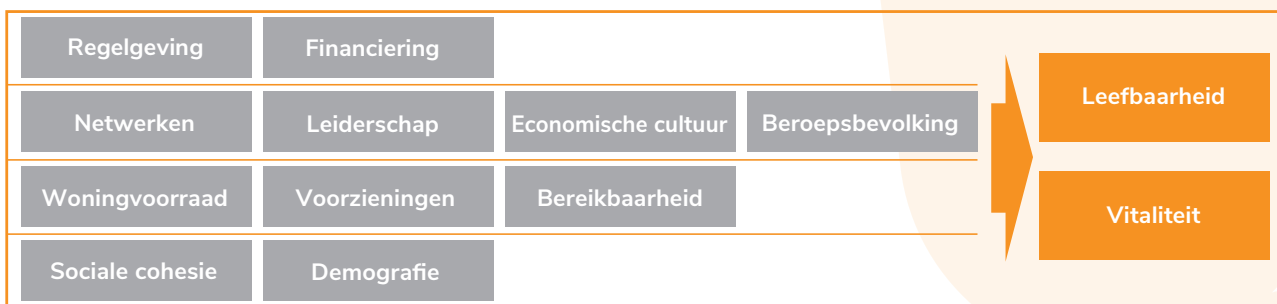 Regelgeving
Financiering
Netwerken
Leiderschap
Economische cultuur
Beroepsbevolking
Woningvoorraad
Voorzieningen
Bereikbaarheid
Sociale cohesie
Demografie
Leefbaarheid
Vitaliteit